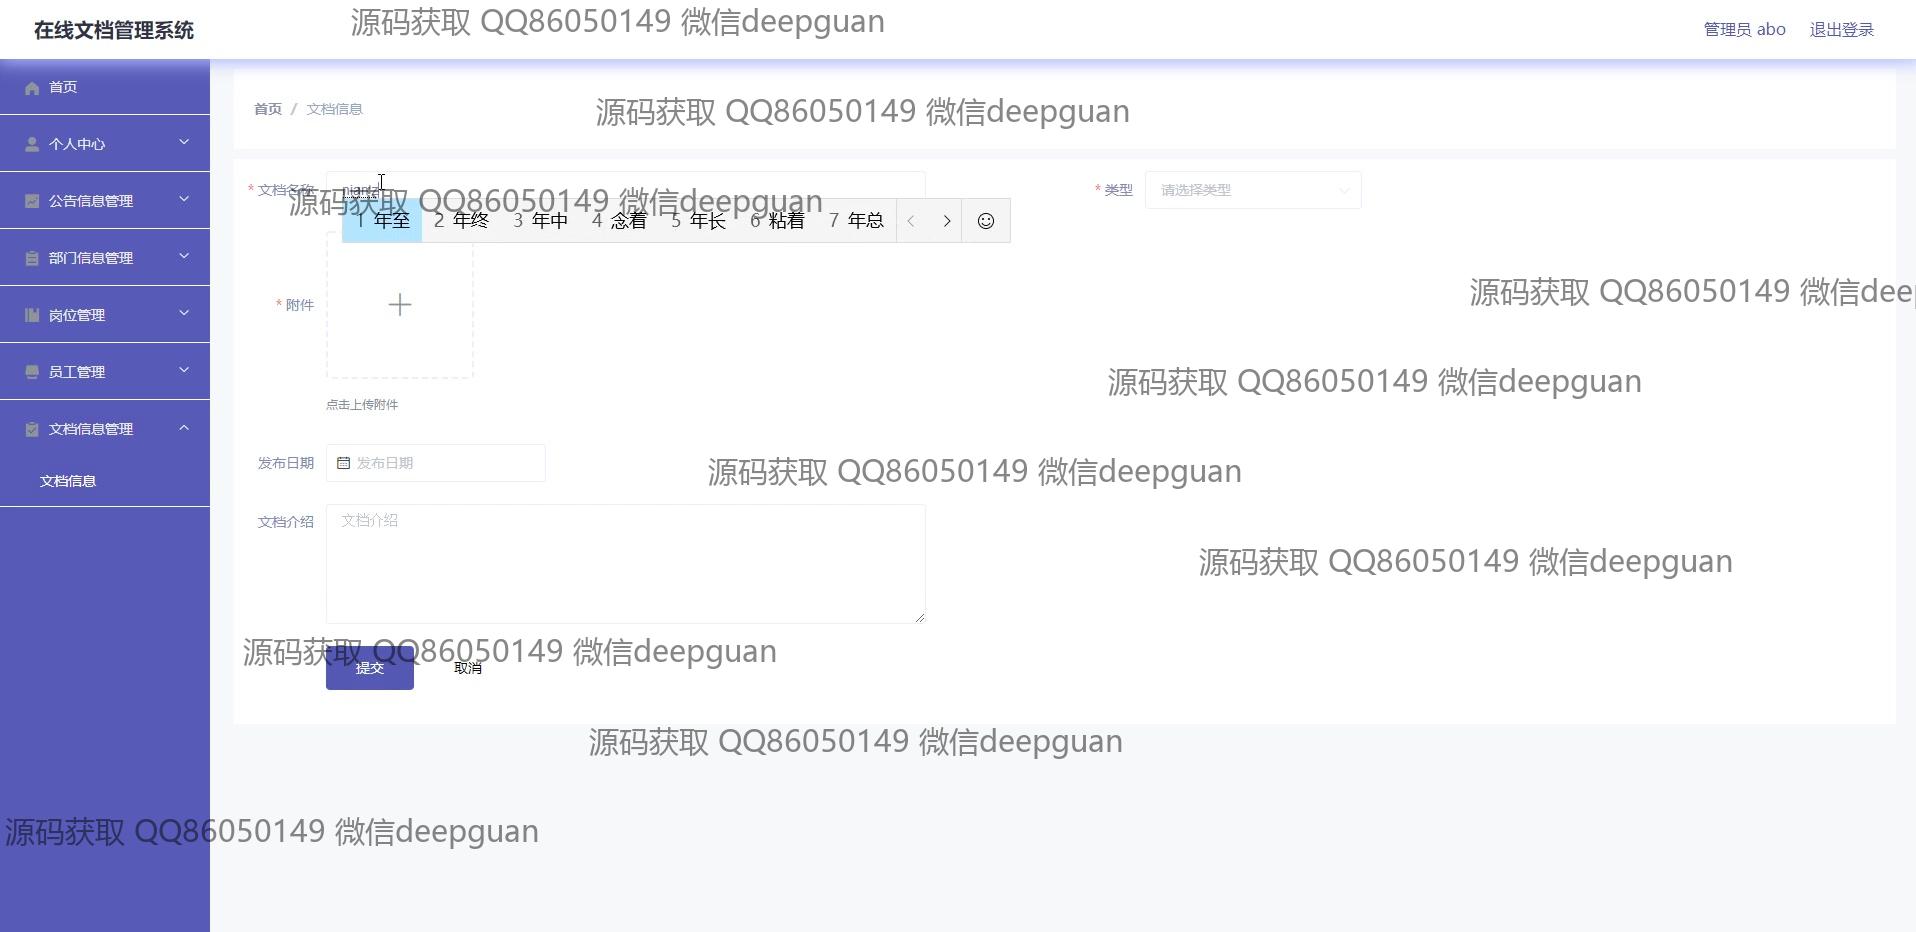 在线文档管理系统
源码获取 QQ86050149 微信deepguan
管理员 abo
退出登录
首页
个人中心
公告信息管理
部门信息管理
岗位管理
员工管理
文档信息管理
文档信息
首页 / 文档信息
源码获取 QQ86050149 微信deepguan
* 文档名称
* 类型 请选择类型
源码获取 QQ86050149 微信deepguan
1 年至 2 年终 3 年中 4 念着 5 年长 6 粘着 7 年总
源码获取 QQ86050149 微信dee
* 附件
点击上传附件
源码获取 QQ86050149 微信deepguan
发布日期 发布日期
源码获取 QQ86050149 微信deepguan
文档介绍 文档介绍
源码获取 QQ86050149 微信deepguan
源码获取 QQ86050149 微信deepguan
提交 取消
源码获取 QQ86050149 微信deepguan
源码获取 QQ86050149 微信deepguan